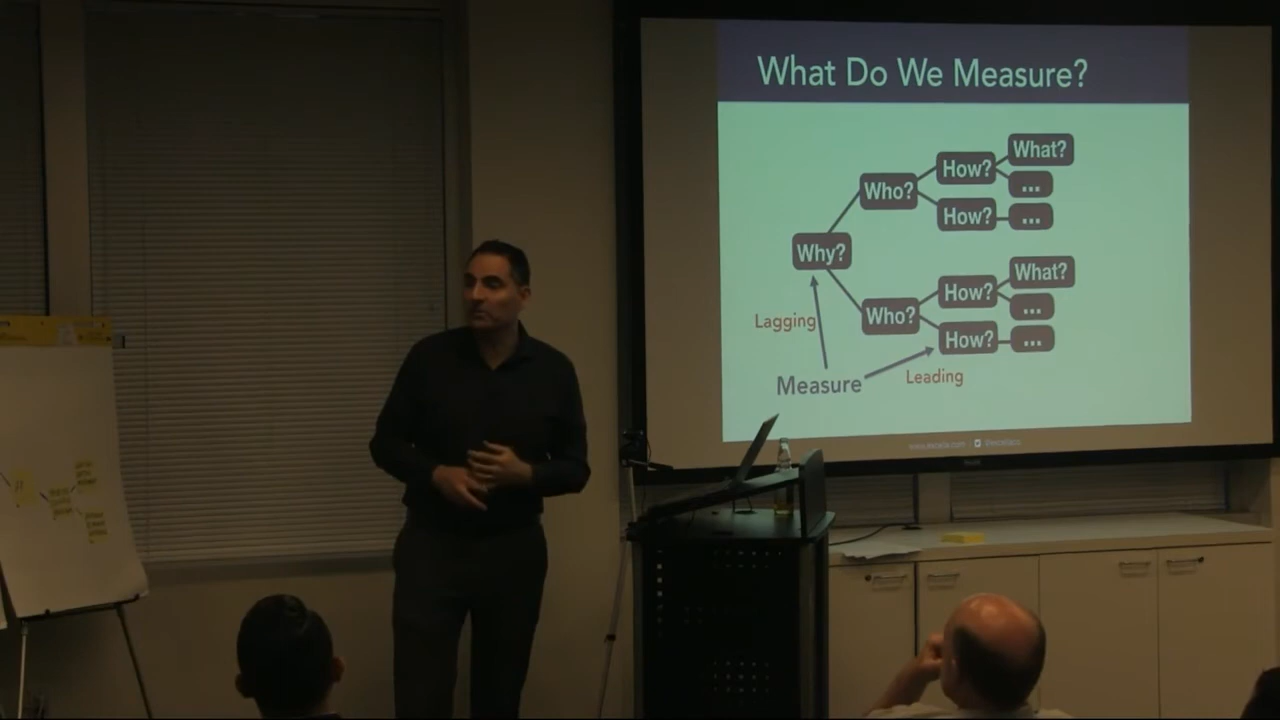 What Do We Measure?
What?
How?
...
Who?
How?
...
Why?
What?
How?
...
Lagging
Who?
How?
...
Measure
Leading